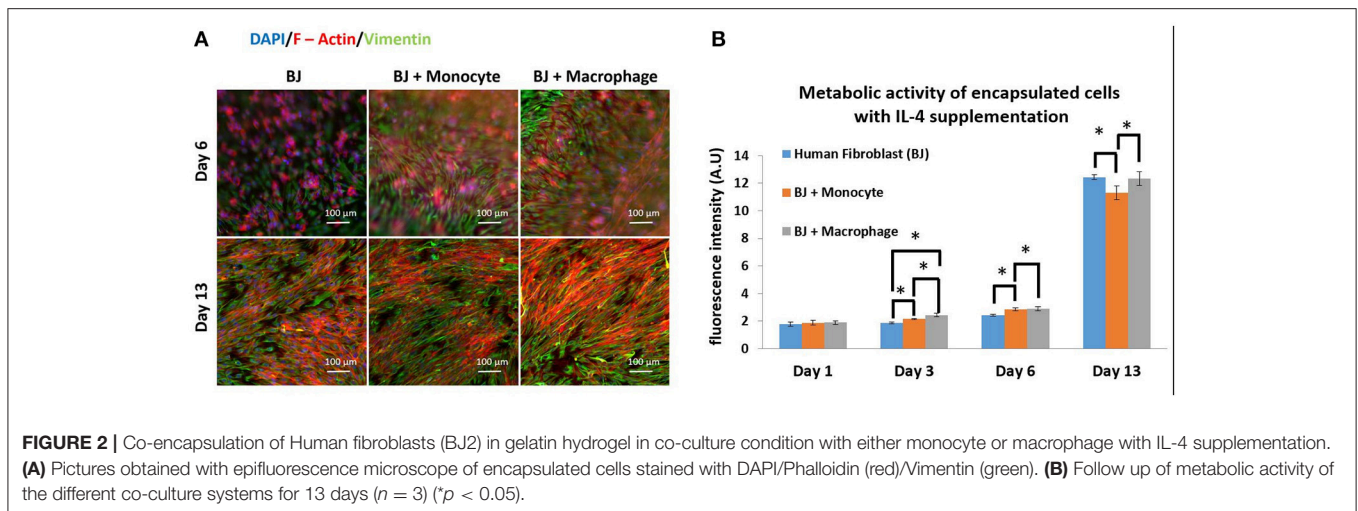 A
DAPI/F – Actin/Vimentin
BJ
BJ + Monocyte
BJ + Macrophage
Day 6
100 µm
100 µm
100 µm
Day 13
100 µm
100 µm
100 µm
B
Metabolic activity of encapsulated cells
with IL-4 supplementation
fluorescence intensity (A.U)
14
12
10
8
6
4
2
0
Human Fibroblast (BJ)
BJ + Monocyte
BJ + Macrophage
*
*
*
*
*
*
*
*
Day 1
Day 3
Day 6
Day 13
FIGURE 2 | Co-encapsulation of Human fibroblasts (BJ2) in gelatin hydrogel in co-culture condition with either monocyte or macrophage with IL-4 supplementation.
(A) Pictures obtained with epifluorescence microscope of encapsulated cells stained with DAPI/Phalloidin (red)/Vimentin (green). (B) Follow up of metabolic activity of
the different co-culture systems for 13 days (n = 3) (*p < 0.05).